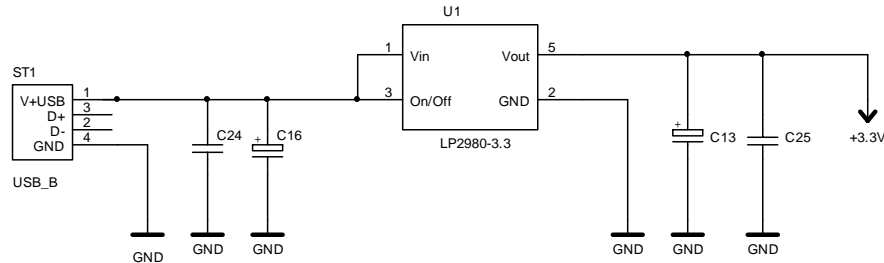 U1
1 Vin Vout 5
ST1
V+USB 1
3 On/Off GND 2
D+ 3
D- 2
GND 4
C24
+ C16
LP2980-3.3
+ C13
C25
+3.3V
USB_B
GND
GND
GND
GND
GND
GND